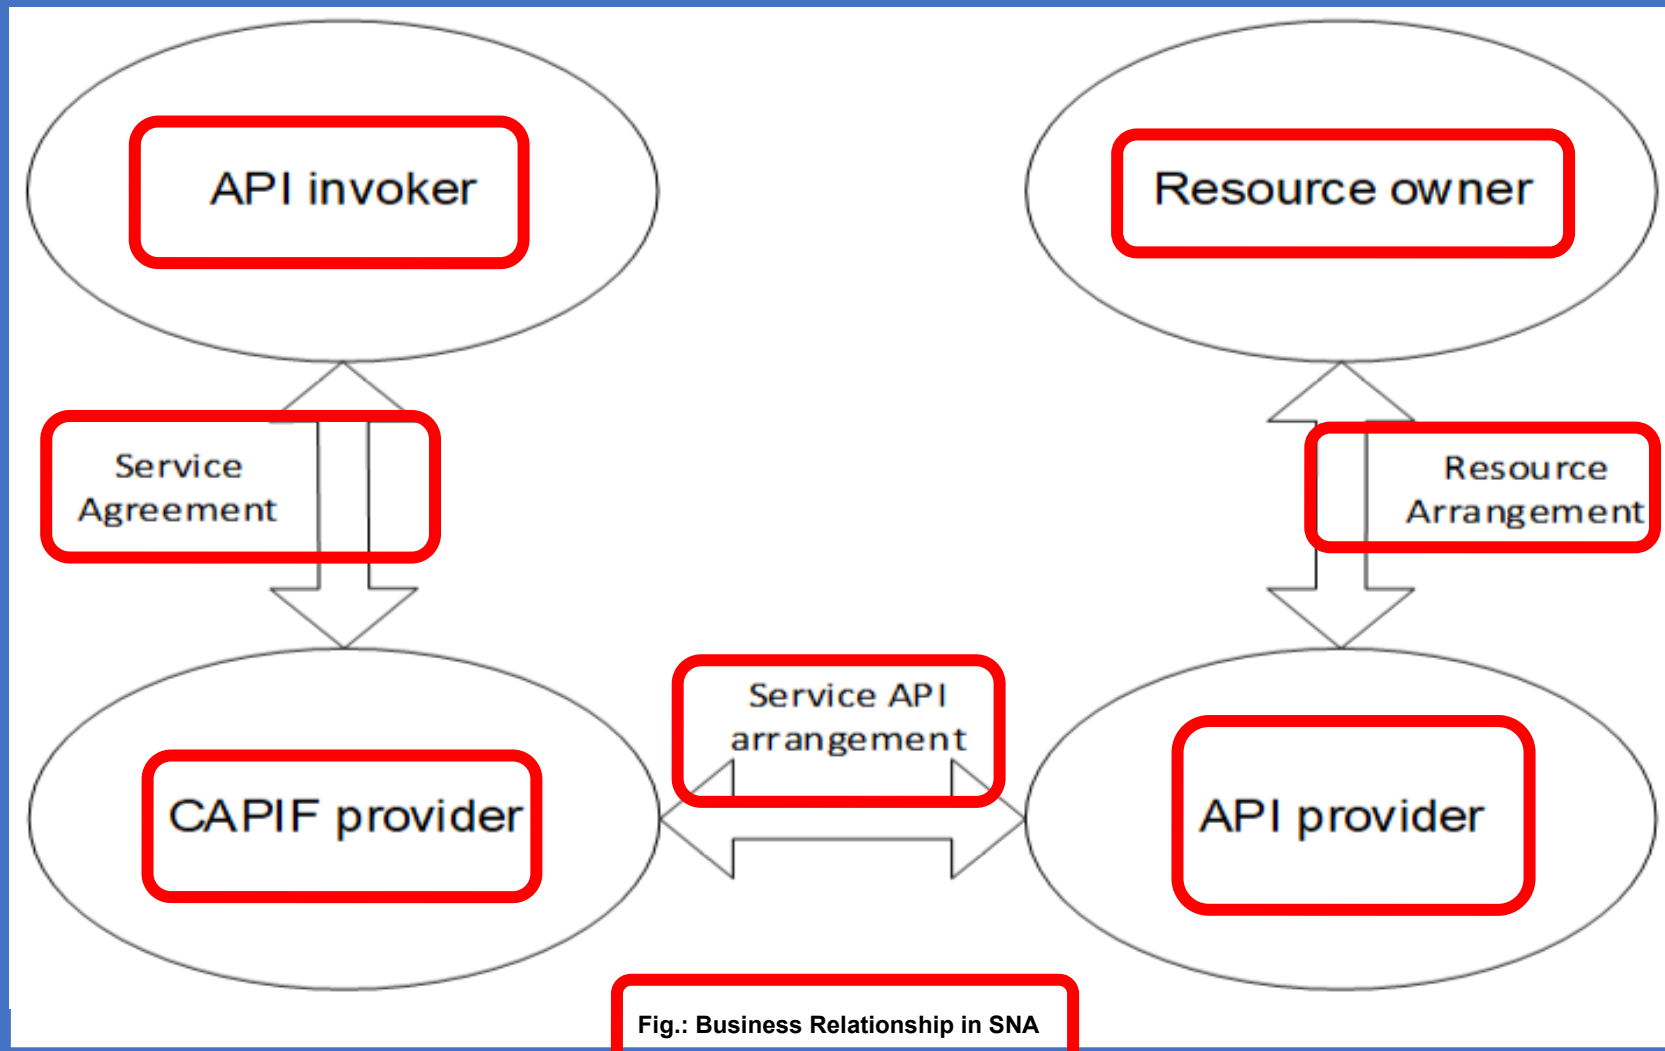 API invoker
Resource owner
Service
Agreement
Resource
Arrangement
Service API
arrangement
CAPIF provider
API provider
Fig.: Business Relationship in SNA